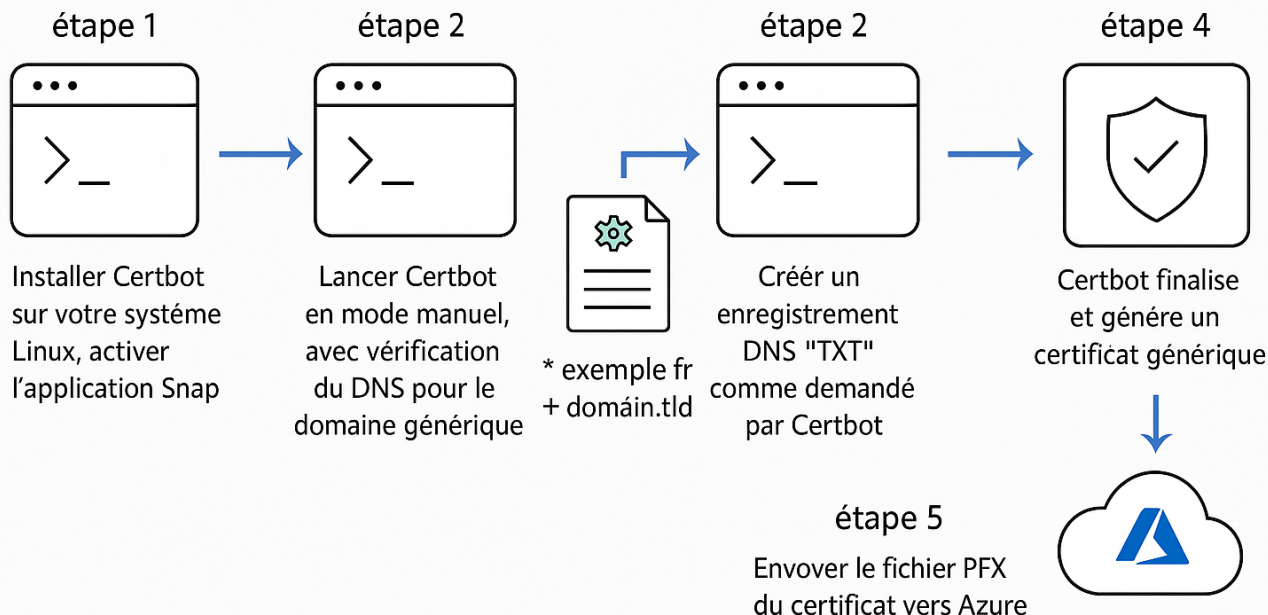 étape 1
Installer Certbot
sur votre systéme
Linux, activer
l'application Snap
étape 2
Lancer Certbot
en mode manuel,
avec vérification
du DNS pour le
domaine générique
* exemple fr
+ domáin.tld
étape 2
Créér un
enregistrement
DNS "TXT"
comme demandé
par Certbot
étape 4
Certbot finalise
et génére un
certificat générique
étape 5
Envover le fichier PFX
du certificat vers Azure